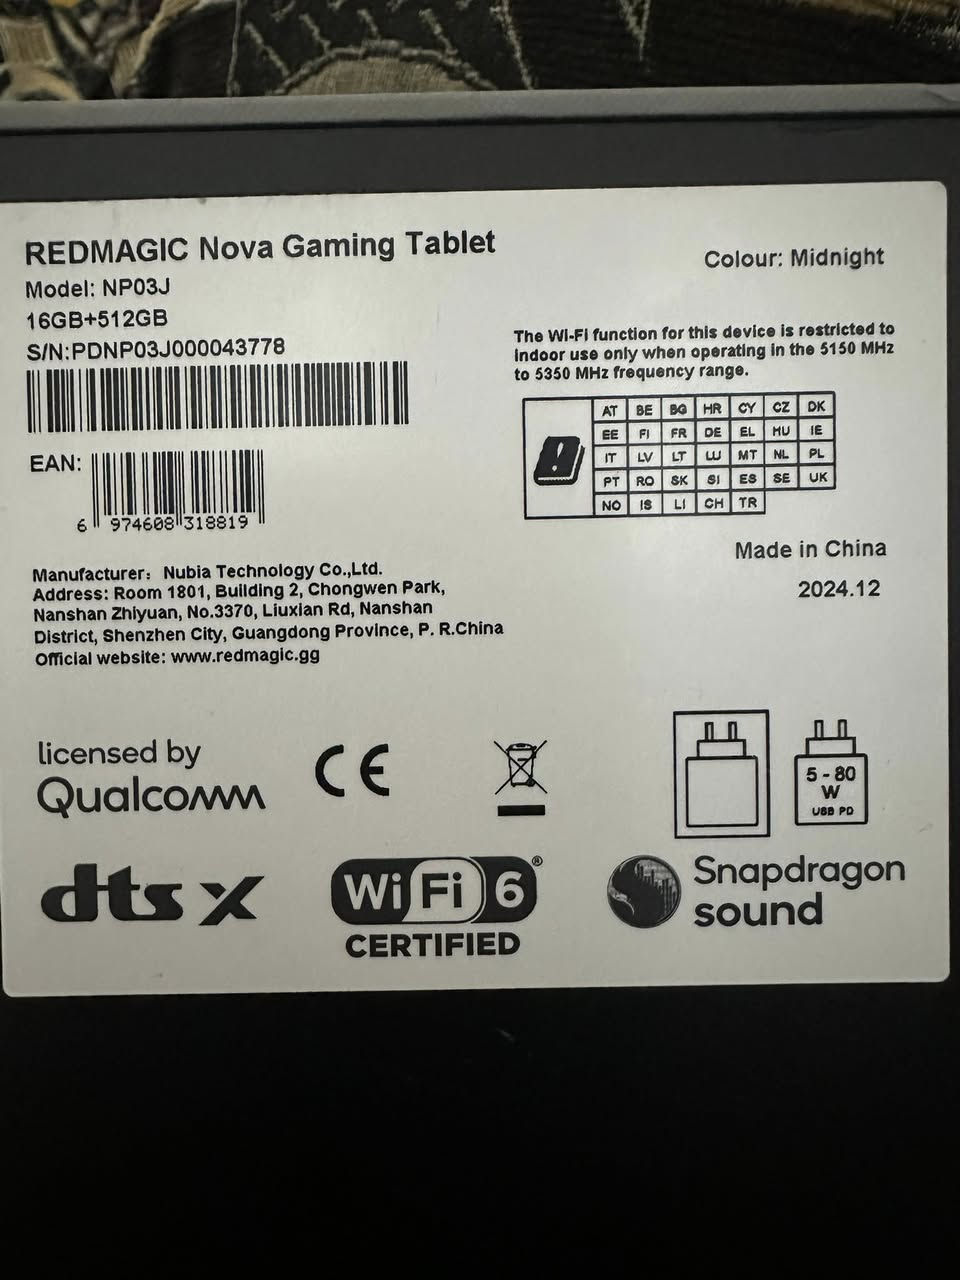 REDMAGIC Nova Gaming Tablet
Colour: Midnight
Model: NP03J
16GB+512GB
S/N:PDNP03J000043778
The Wi-Fi function for this device is restricted to
indoor use only when operating in the 5150 MHz
to 5350 MHz frequency range.
AT BE BG HR CY CZ DK
EE FI FR DE EL HU IE
IT LV LT LU MT NL PL
PT RO SK SI ES SE UK
NO IS LI CH TR
EAN:
6 974608 318819
Made in China
2024.12
Manufacturer: Nubia Technology Co.,Ltd.
Address: Room 1801, Building 2, Chongwen Park,
Nanshan Zhiyuan, No.3370, Liuxian Rd, Nanshan
District, Shenzhen City, Guangdong Province, P. R.China
Official website: www.redmagic.gg
licensed by
Qualcomm
CE
5 - 80
W
USB PD
dts x
Wi Fi 6®
CERTIFIED
Snapdragon
sound